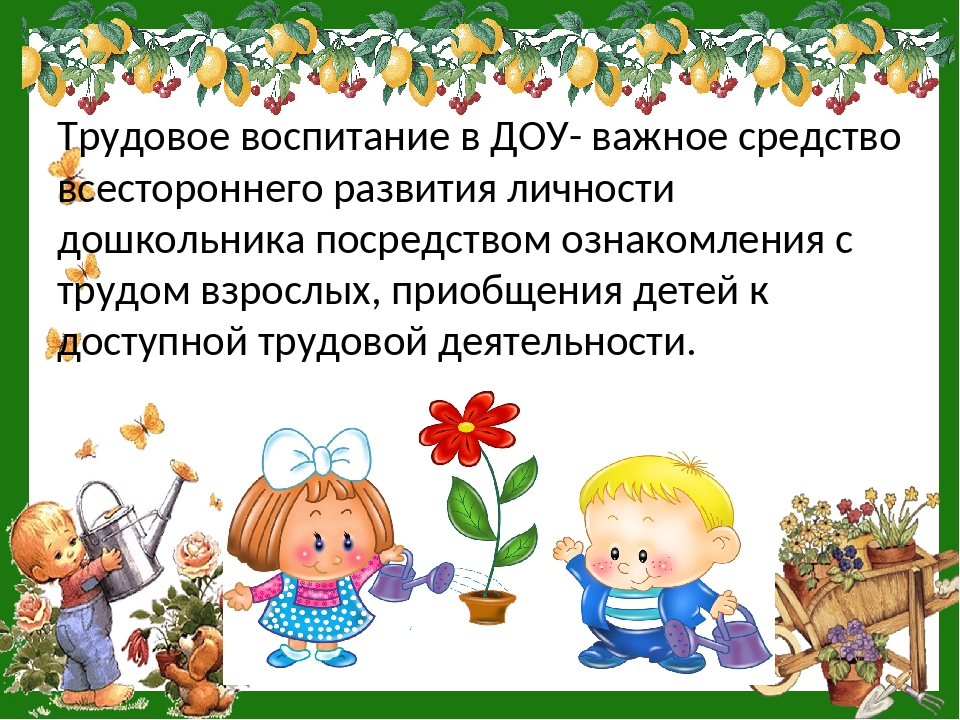 Трудовое воспитание в ДОУ- важное средство
всестороннего развития личности
дошкольника посредством ознакомления с
трудом взрослых, приобщения детей к
доступной трудовой деятельности.